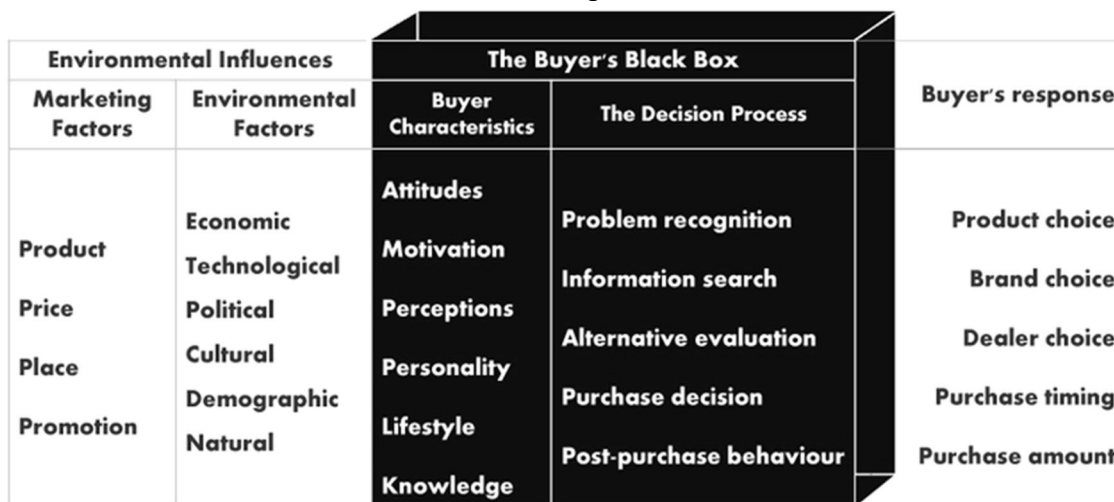 Environmental Influences
The Buyer's Black Box
Buyer's response
Marketing
Factors
Environmental
Factors
Buyer
Characteristics
The Decision Process
Product
Price
Place
Promotion
Economic
Technological
Political
Cultural
Demographic
Natural
Attitudes
Motivation
Perceptions
Personality
Lifestyle
Knowledge
Problem recognition
Information search
Alternative evaluation
Purchase decision
Post-purchase behaviour
Product choice
Brand choice
Dealer choice
Purchase timing
Purchase amount